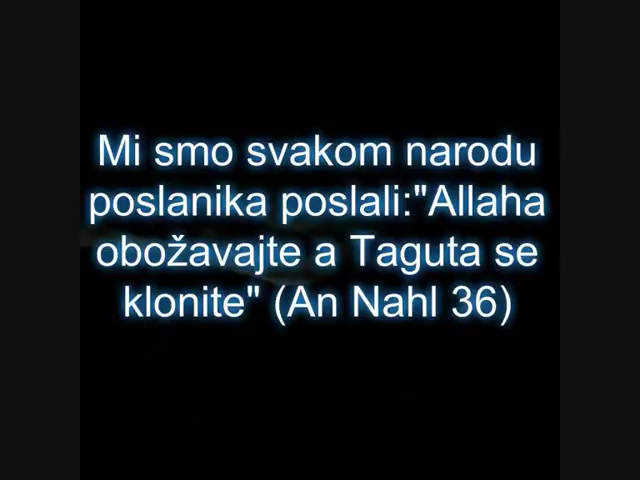 Mi smo svakom narodu
poslanika poslali:"Allaha
obožavajte a Taguta se
klonite" (An Nahl 36)